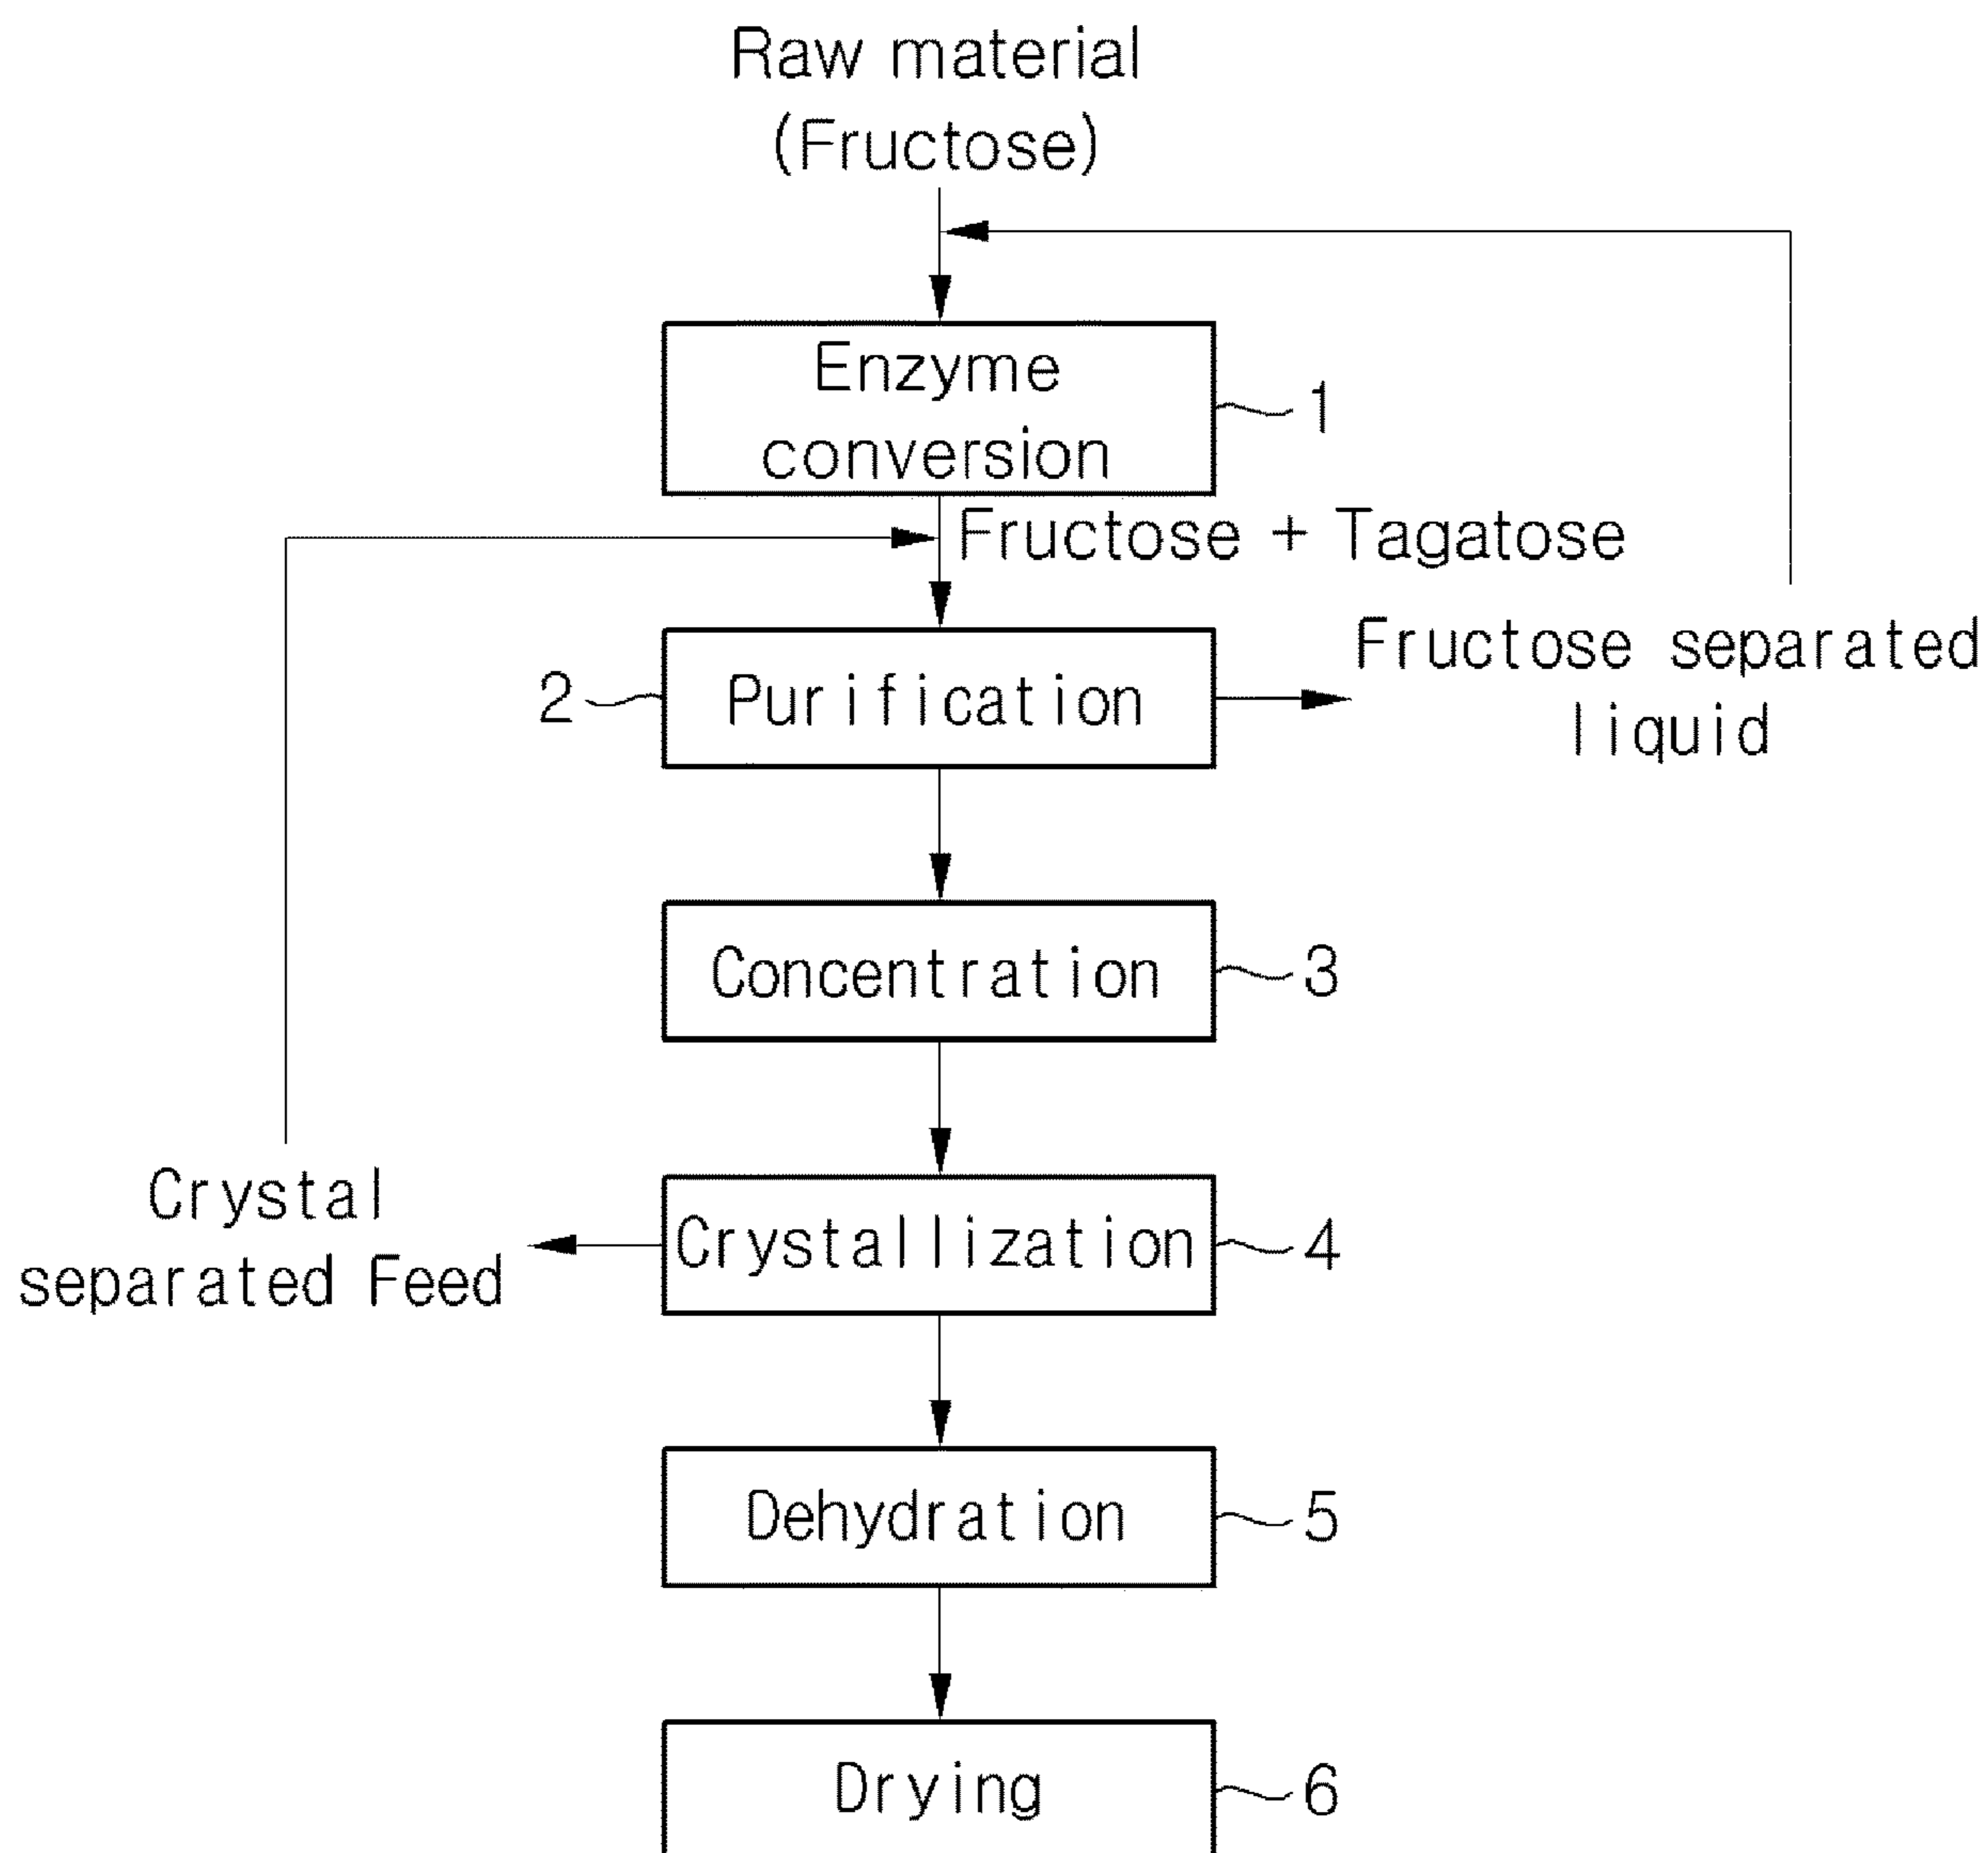 Raw material
(Fructose)
Enzyme
conversion
1
Fructose + Tagatose
Fructose separated
liquid
2
Purification
Concentration
3
Crystal
separated Feed
Crystallization
4
Dehydration
5
Drying
6